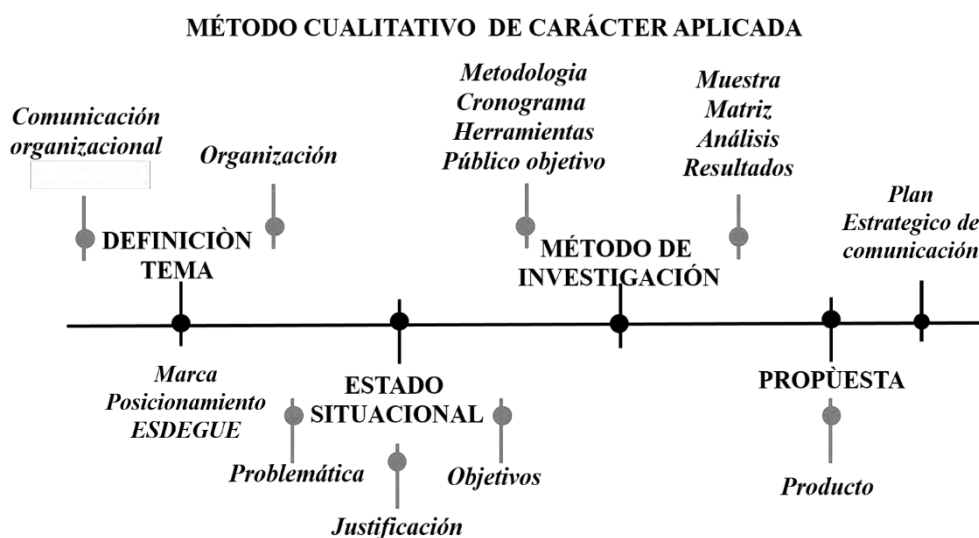 MÉTODO CUALITATIVO DE CARÁCTER APLICADA
Comunicación
organizacional
Organización
Metodologia
Cronograma
Herramientas
Público objetivo
Muestra
Matriz
Análisis
Resultados
Plan
Estrategico de
comunicación
DEFINICIÒN
TEMA
MÉTODO DE
INVESTIGACIÓN
Marca
Posicionamiento
ESDEGUE
ESTADO
SITUACIONAL
PROPÙESTA
Problemática
Justificación
Objetivos
Producto